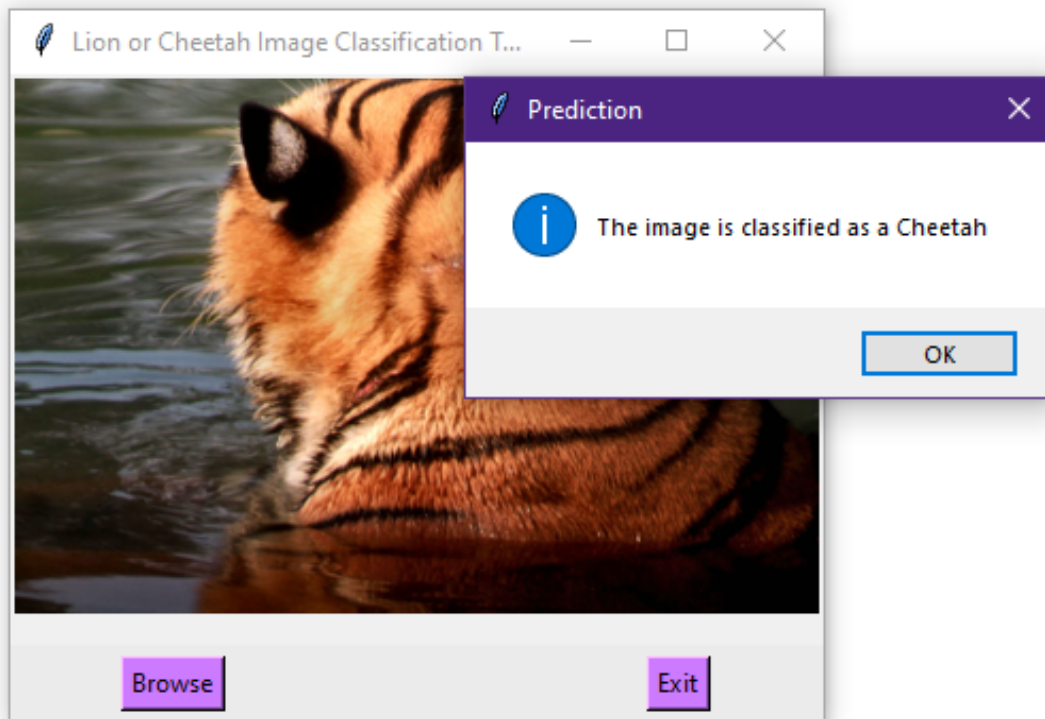 Lion or Cheetah Image Classification T...
Prediction
The image is classified as a Cheetah
OK
Browse
Exit